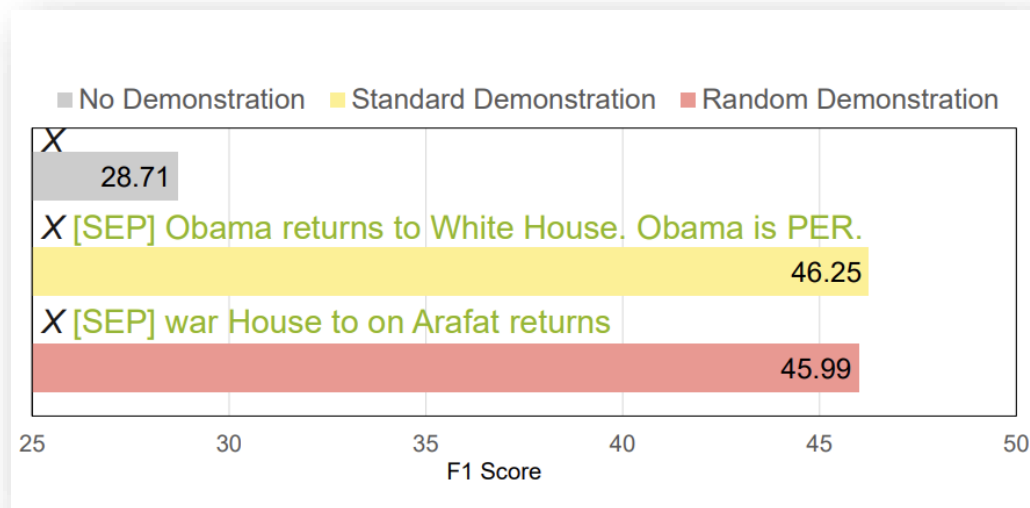 No Demonstration Standard Demonstration Random Demonstration
X
28.71
X [SEP] Obama returns to White House. Obama is PER.
46.25
X [SEP] war House to on Arafat returns
45.99
25 30 35 40 45 50
F1 Score